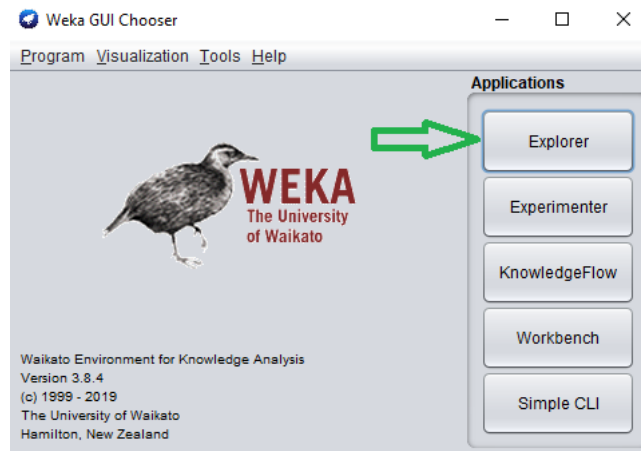 Weka GUI Chooser
Program Visualization Tools Help
Applications
Explorer
Experimenter
KnowledgeFlow
Workbench
Simple CLI
WEKA
The University
of Waikato
Waikato Environment for Knowledge Analysis
Version 3.8.4
(c) 1999 - 2019
The University of Waikato
Hamilton, New Zealand